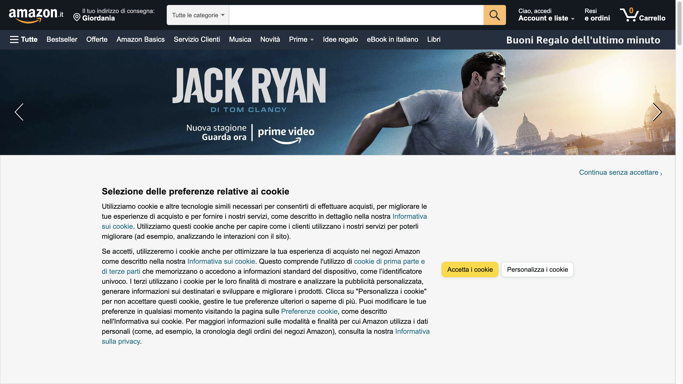 amazon.it
Il tuo indirizzo di consegna:
Giordania
Tutte le categorie
Ciao, accedi
Account e liste
Resi
e ordini
0
Carrello
Tutte
Bestseller
Offerte
Amazon Basics
Servizio Clienti
Musica
Novità
Prime
Idee regalo
eBook in italiano
Libri
Buoni Regalo dell'ultimo minuto
JACK RYAN
DI TOM CLANCY
Nuova stagione
Guarda ora
prime video
Continua senza accettare
Selezione delle preferenze relative ai cookie
Utilizziamo cookie e altre tecnologie simili necessari per consentirti di effettuare acquisti, per migliorare le
tue esperienze di acquisto e per fornire i nostri servizi, come descritto in dettaglio nella nostra Informativa
sui cookie. Utilizziamo questi cookie anche per capire come i clienti utilizzano i nostri servizi per poterli
migliorare (ad esempio, analizzando le interazioni con il sito).
Se accetti, utilizzeremo i cookie anche per ottimizzare la tua esperienza di acquisto nei negozi Amazon
come descritto nella nostra Informativa sui cookie. Questo comprende l'utilizzo di cookie di prima parte e
di terze parti che memorizzano o accedono a informazioni standard del dispositivo, come l'identificatore
univoco. I terzi utilizzano i cookie per le loro finalità di mostrare e analizzare la pubblicità personalizzata,
generare informazioni sui destinatari e sviluppare e migliorare i prodotti. Clicca su "Personalizza i cookie"
per non accettare questi cookie, gestire le tue preferenze ulteriori o saperne di più. Puoi modificare le tue
preferenze in qualsiasi momento visitando la pagina sulle Preferenze cookie, come descritto
nell'Informativa sui cookie. Per maggiori informazioni sulle modalità e finalità per cui Amazon utilizza i dati
personali (come, ad esempio, la cronologia degli ordini dei negozi Amazon), consulta la nostra Informativa
sulla privacy.
Accetta i cookie
Personalizza i cookie